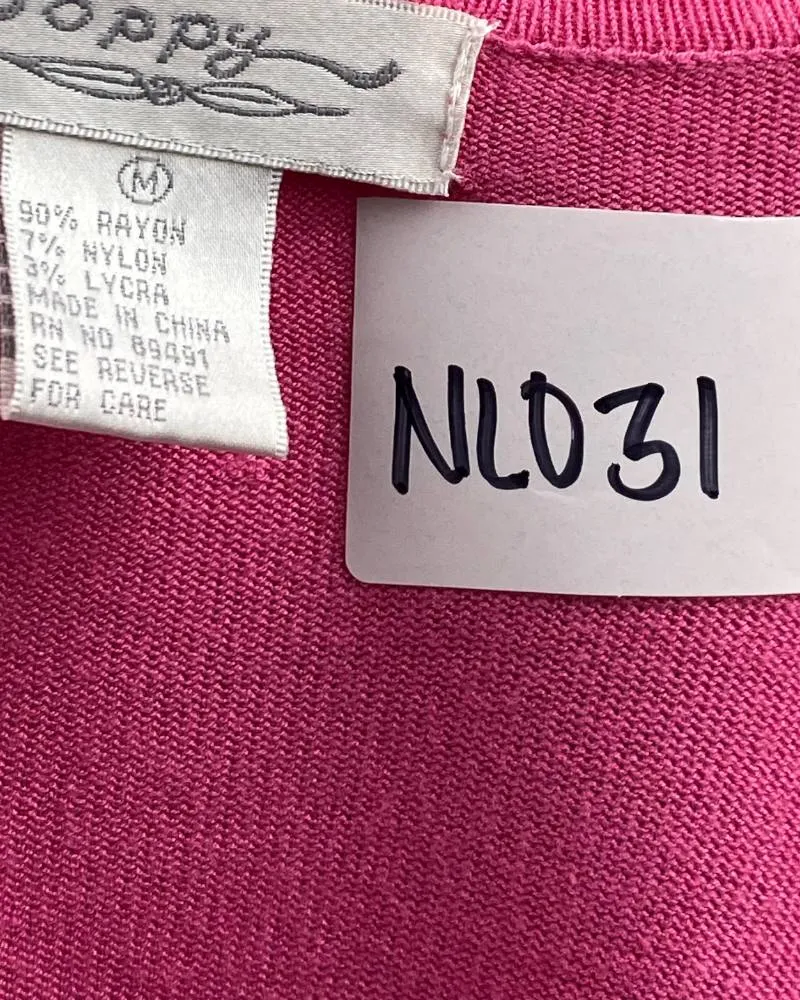 M
90% RAYON
7% NYLON
3% LYCRA
MADE IN CHINA
RN NO 89491
SEE REVERSE
FOR CARE
NL031